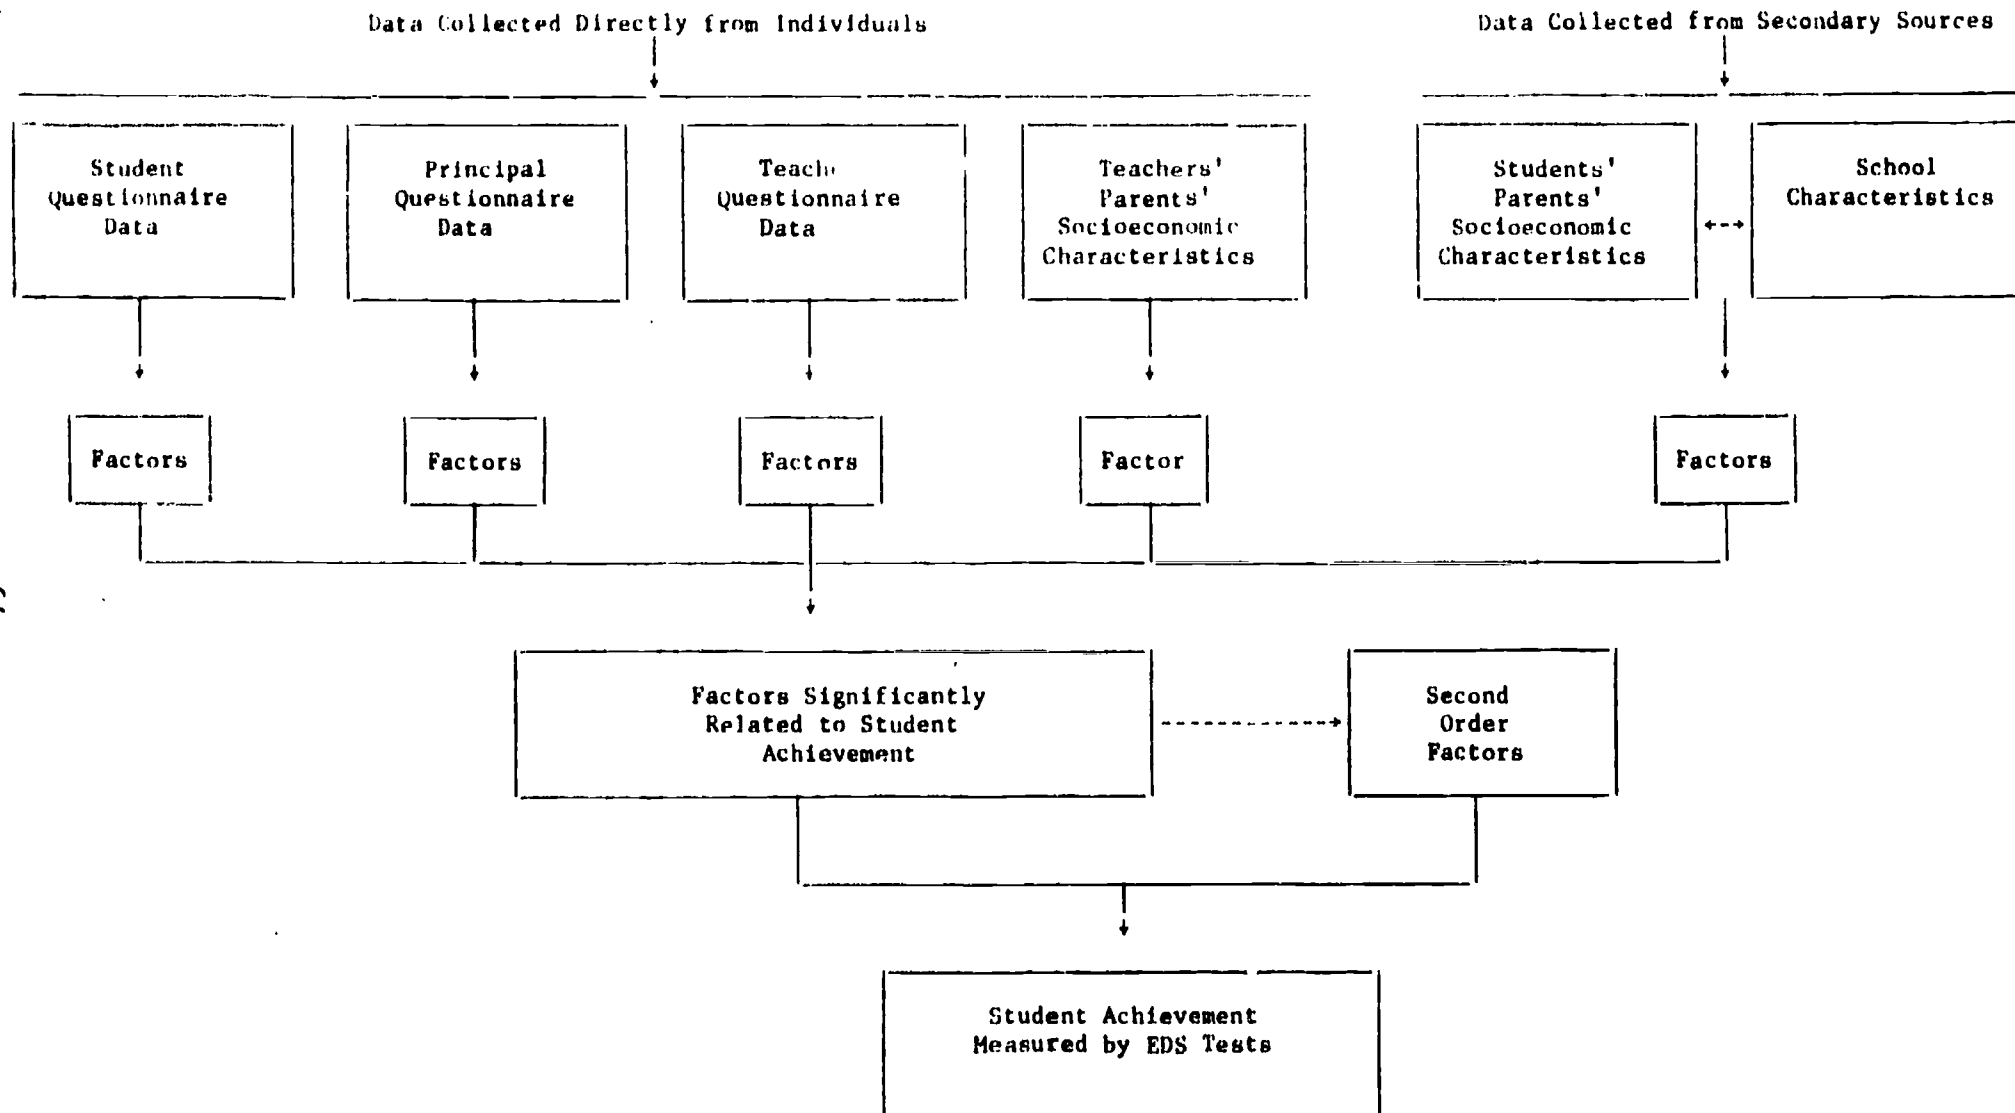 Data Collected Directly from Individuals
Data Collected from Secondary Sources
Student
Questionnaire
Data
Principal
Questionnaire
Data
Teach
Questionnaire
Data
Teachers'
Parents'
Socioeconomic
Characteristics
Students'
Parents'
Socioeconomic
Characteristics
School
Characteristics
Factors
Factors
Factors
Factor
Factors
Factors Significantly
Related to Student
Achievement
Second
Order
Factors
Student Achievement
Measured by EDS Tests